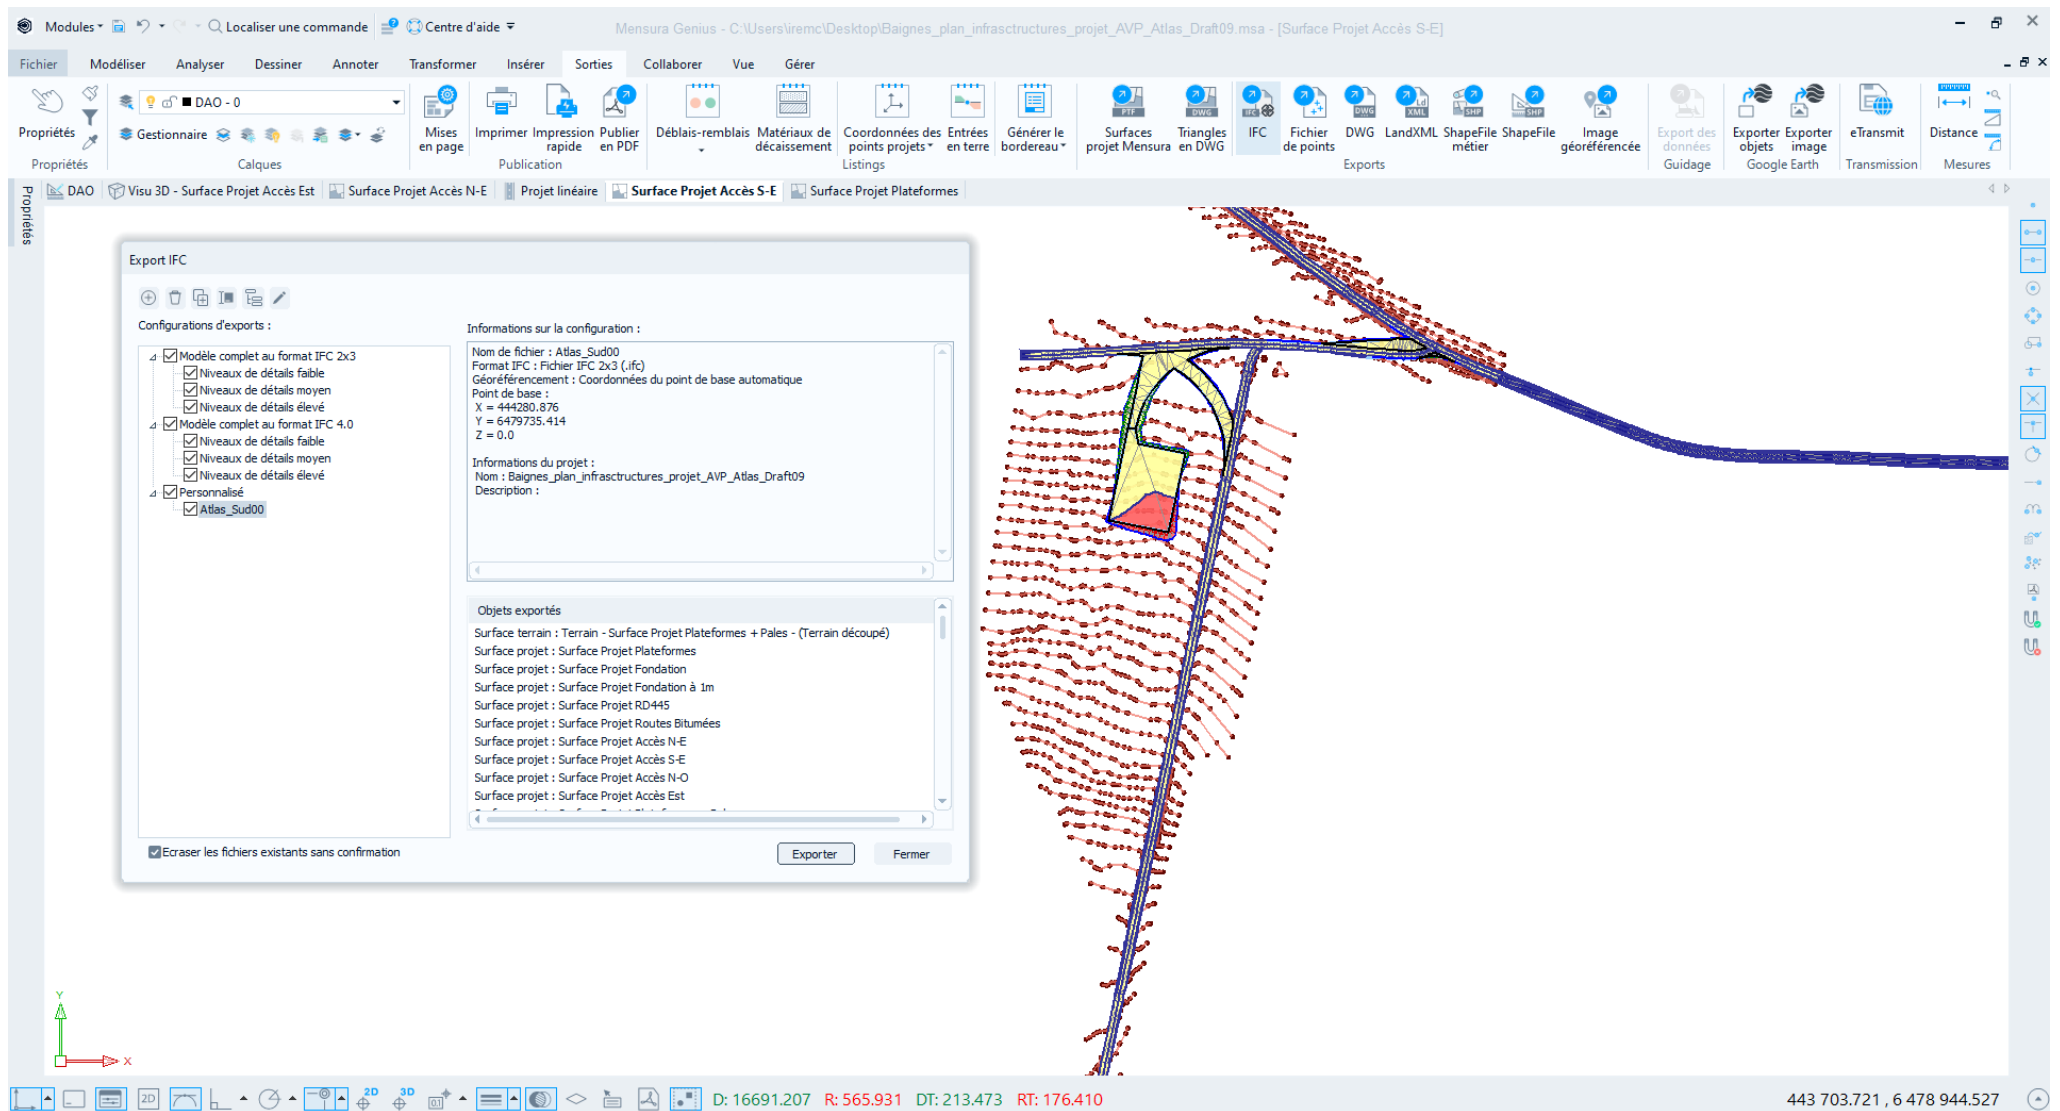 Modules
Localiser une commande
Centre d'aide
Mensura Genius - C:\Users\iremc\Desktop\Baignes_plan_infrasctructures_projet_AVP_Atlas_Draft09.msa - [Surface Projet Accès S-E]
Fichier Modéliser Analyser Dessiner Annoter Transformer Insérer Sorties Collaborer Vue Gérer
DAO - 0
Gestionnaire
Propriétés
Mises en page
Imprimer
Impression rapide
Publier en PDF
Déblais-remblais
Matériaux de décaissement
Coordonnées des points projets
Entrées en terre
Générer le bordereau
Surfaces projet Mensura
PTF
Triangles en DWG
DWG
IFC
IFC
Fichier de points
DWG
DWG
LandXML
Ld XML
ShapeFile métier
SHP
ShapeFile
SHP
Image géoréférencée
Export des données
Exporter objets
Exporter image
eTransmit
Distance
Propriétés Calques Publication Listings Exports Guidage Google Earth Transmission Mesures
Propriétés
DAO
Visu 3D - Surface Projet Accès Est
Surface Projet Accès N-E
Projet linéaire
Surface Projet Accès S-E
Surface Projet Plateformes
Export IFC
Configurations d'exports :
Modèle complet au format IFC 2x3
Niveaux de détails faible
Niveaux de détails moyen
Niveaux de détails élevé
Modèle complet au format IFC 4.0
Niveaux de détails faible
Niveaux de détails moyen
Niveaux de détails élevé
Personnalisé
Atlas_Sud00
Informations sur la configuration :
Nom de fichier : Atlas_Sud00
Format IFC : Fichier IFC 2x3 (.ifc)
Géoréférencement : Coordonnées du point de base automatique
Point de base :
X = 444280.876
Y = 6479735.414
Z = 0.0
Informations du projet :
Nom : Baignes_plan_infrasctructures_projet_AVP_Atlas_Draft09
Description :
Objets exportés
Surface terrain : Terrain - Surface Projet Plateformes + Pales - (Terrain découpé)
Surface projet : Surface Projet Plateformes
Surface projet : Surface Projet Fondation
Surface projet : Surface Projet Fondation à 1m
Surface projet : Surface Projet RD445
Surface projet : Surface Projet Routes Bitumées
Surface projet : Surface Projet Accès N-E
Surface projet : Surface Projet Accès S-E
Surface projet : Surface Projet Accès N-O
Surface projet : Surface Projet Accès Est
Ecraser les fichiers existants sans confirmation
Exporter
Fermer
Y
X
2D
2D
3D
0.1
D: 16691.207 R: 565.931 DT: 213.473 RT: 176.410
443 703.721 , 6 478 944.527